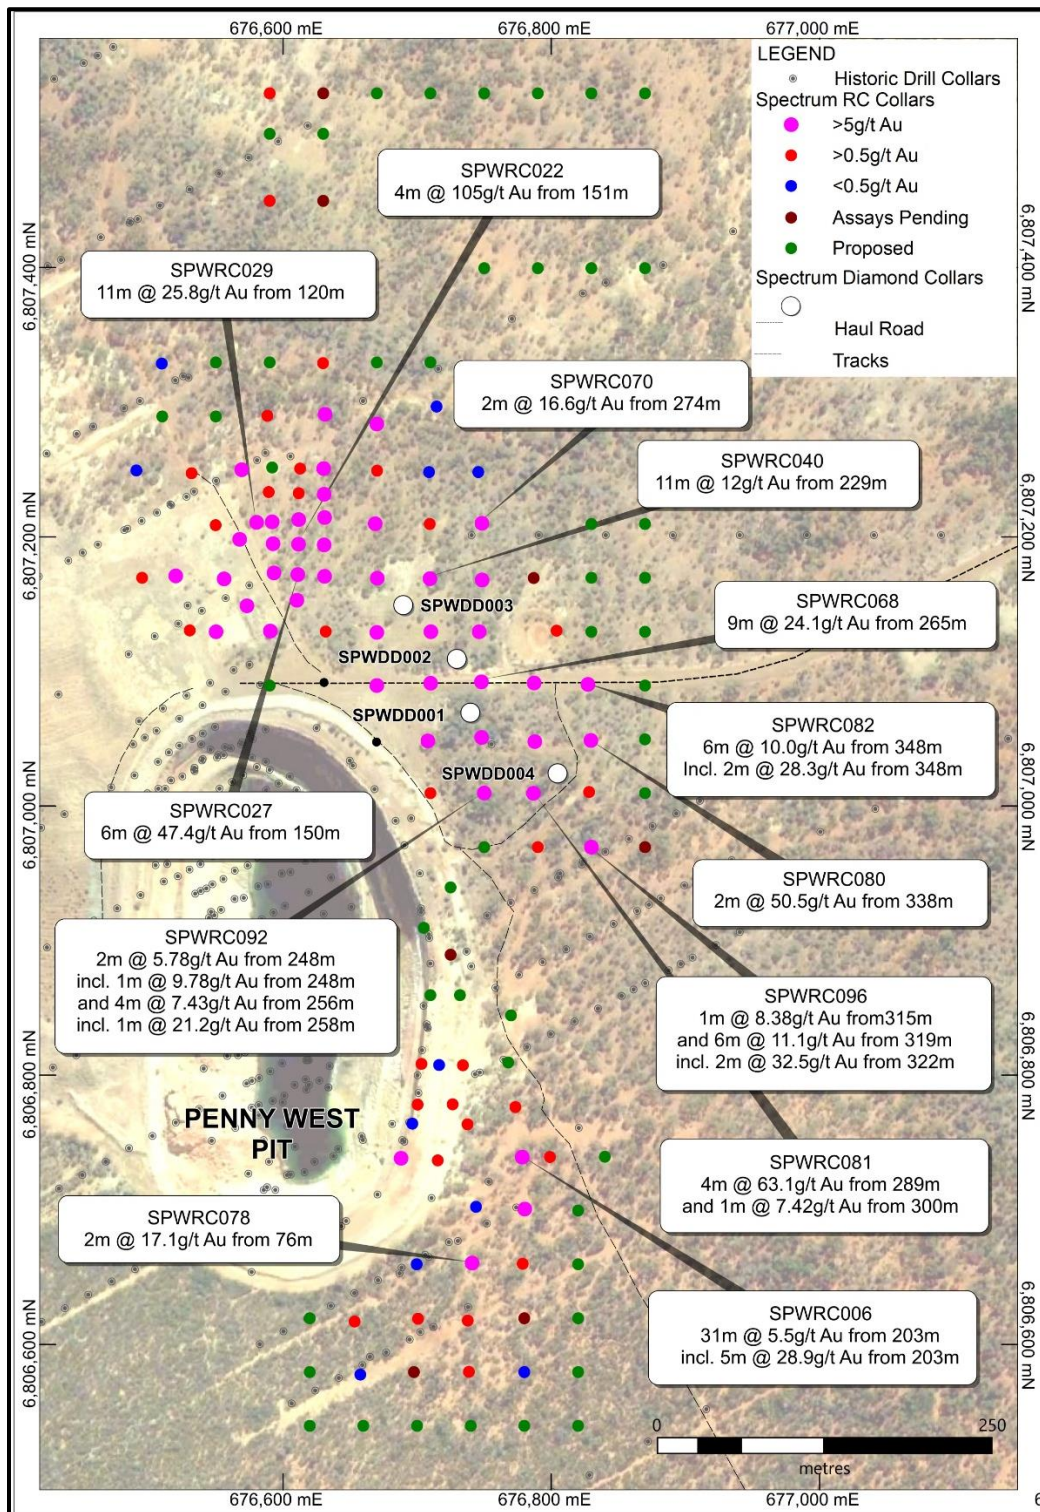 676,600 mE
676,800 mE
677,000 mE
LEGEND
Historic Drill Collars
Spectrum RC Collars
>5g/t Au
>0.5g/t Au
<0.5g/t Au
Assays Pending
Proposed
Spectrum Diamond Collars
Haul Road
Tracks
6,807,400 mN
6,807,400 mN
SPWRC022
4m @ 105g/t Au from 151m
SPWRC029
11m @ 25.8g/t Au from 120m
SPWRC070
2m @ 16.6g/t Au from 274m
SPWRC040
11m @ 12g/t Au from 229m
6,807,200 mN
6,807,200 mN
SPWDD003
SPWRC068
9m @ 24.1g/t Au from 265m
SPWDD002
SPWDD001
SPWRC082
6m @ 10.0g/t Au from 348m
Incl. 2m @ 28.3g/t Au from 348m
SPWDD004
6,807,000 mN
6,807,000 mN
SPWRC027
6m @ 47.4g/t Au from 150m
SPWRC080
2m @ 50.5g/t Au from 338m
SPWRC092
2m @ 5.78g/t Au from 248m
incl. 1m @ 9.78g/t Au from 248m
and 4m @ 7.43g/t Au from 256m
incl. 1m @ 21.2g/t Au from 258m
SPWRC096
1m @ 8.38g/t Au from315m
and 6m @ 11.1g/t Au from 319m
incl. 2m @ 32.5g/t Au from 322m
6,806,800 mN
6,806,800 mN
PENNY WEST
PIT
SPWRC081
4m @ 63.1g/t Au from 289m
and 1m @ 7.42g/t Au from 300m
SPWRC078
2m @ 17.1g/t Au from 76m
SPWRC006
31m @ 5.5g/t Au from 203m
incl. 5m @ 28.9g/t Au from 203m
6,806,600 mN
6,806,600 mN
0
250
metres
676,600 mE
676,800 mE
677,000 mE
6